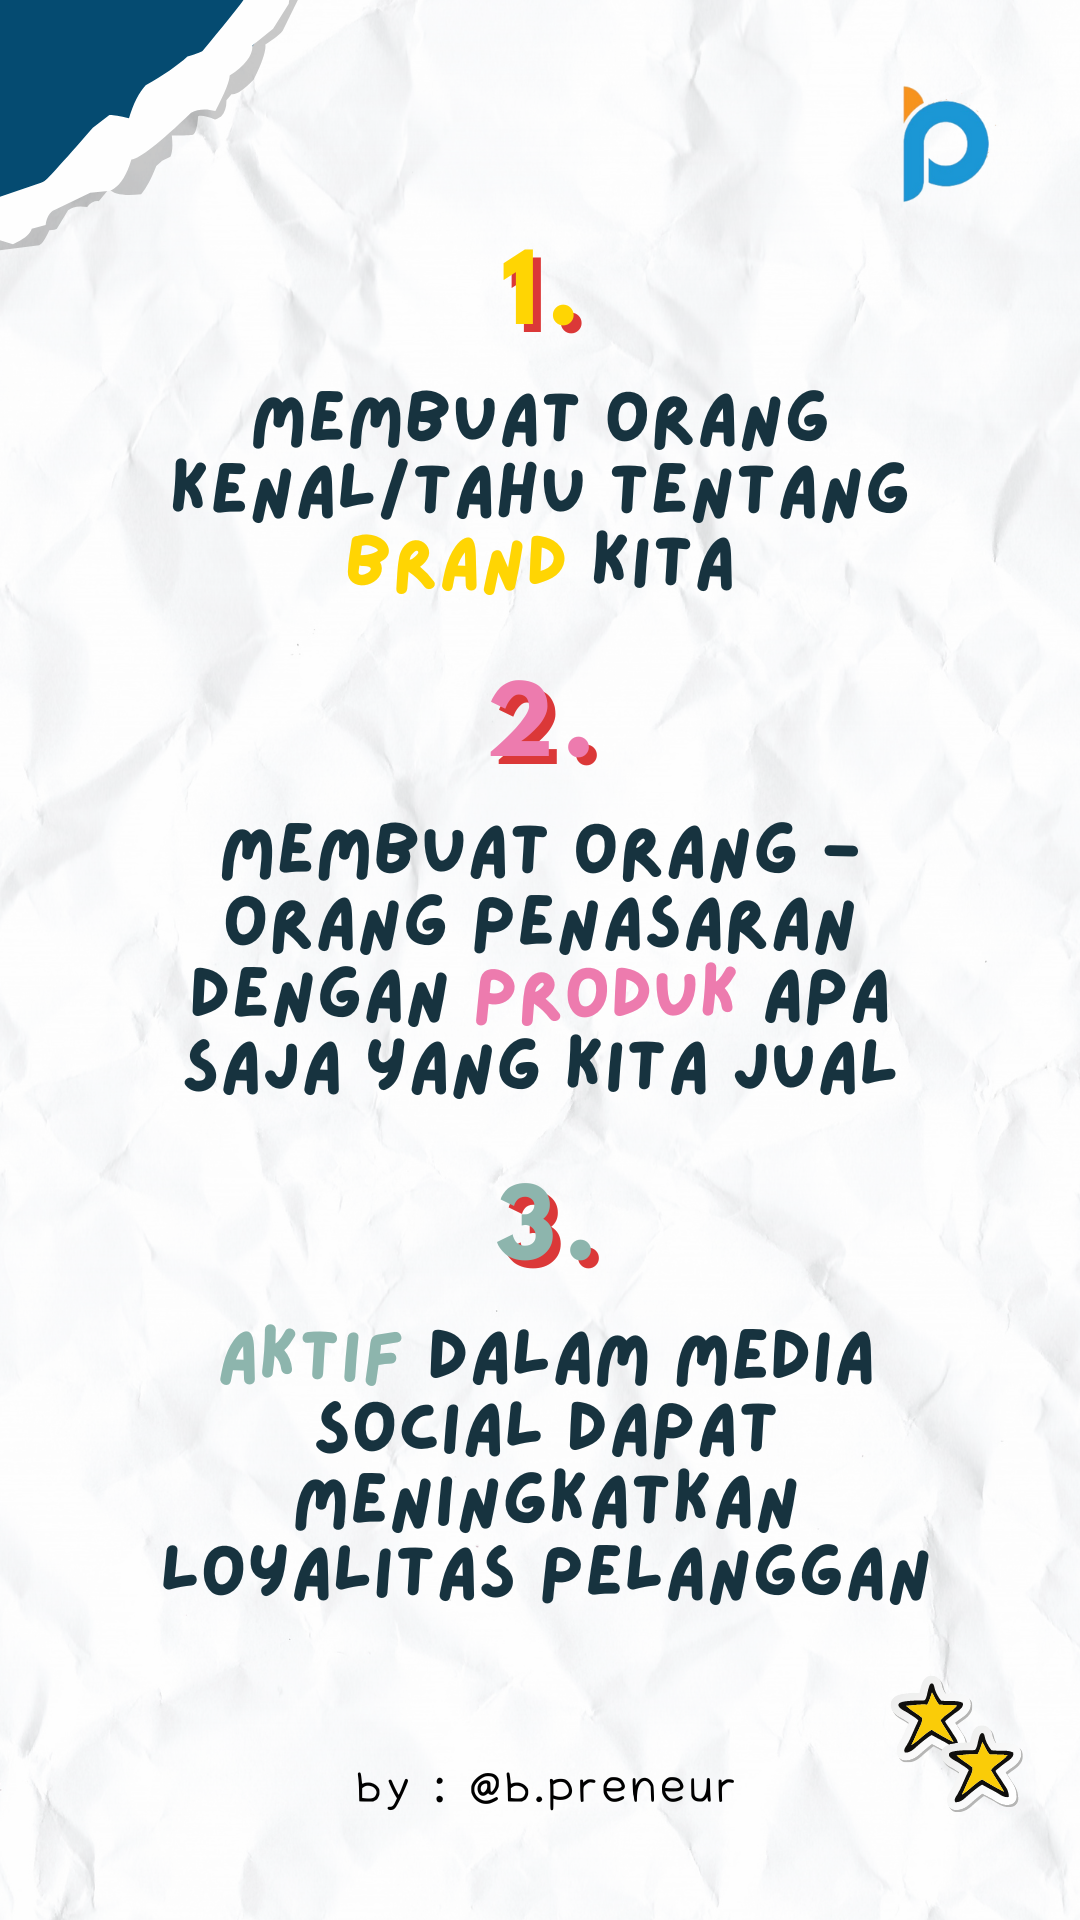 1.
MEMBUAT ORANG
KENAL/TAHU TENTANG
BRAND KITA
2.
MEMBUAT ORANG -
ORANG PENASARAN
DENGAN PRODUK APA
SAJA YANG KITA JUAL
3.
AKTIF DALAM MEDIA
SOCIAL DAPAT
MENINGKATKAN
LOYALITAS PELANGGAN
by : @b.preneur